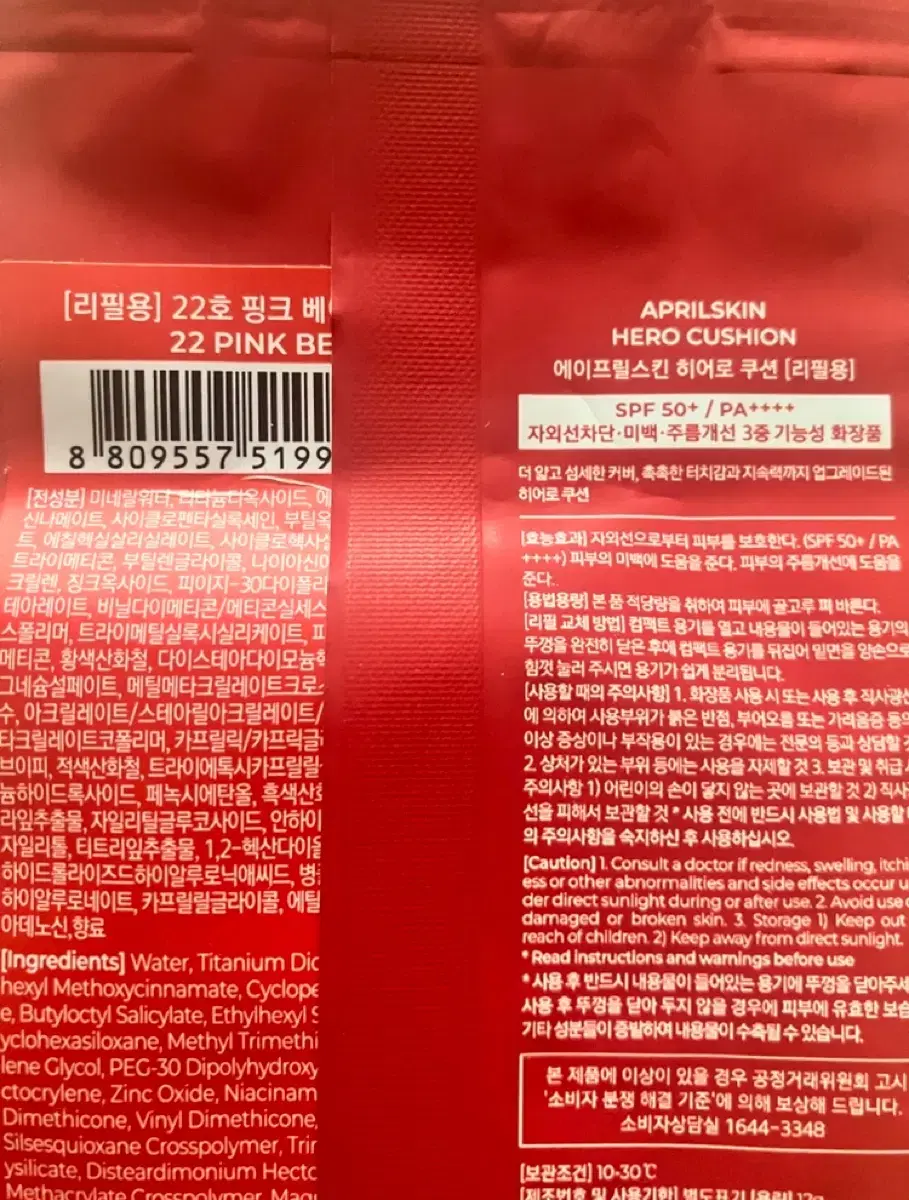 [리필용] 22호 핑크 베
22 PINK BE
8 809557 5199
[전성분] 미네랄워터, 티타늄디옥사이드, 에
신나메이트, 사이클로펜타실록세인, 부틸옥
트, 에칠헥실살리실레이트, 사이클로헥사실
트라이메티콘, 부틸렌글라이콜, 나이아신아
크릴렌, 징크옥사이드, 피이지-30다이폴리
테아레이트, 비닐다이메티콘/메티콘실세스
스폴리머, 트라이메틸실록시실리케이트, 피
메티콘, 황색산화철, 다이스테아다이모늄헥
그네슘설페이트, 메틸메타크릴레이트크로스
수, 아크릴레이트/스테아릴아크릴레이트/
타크릴레이트코폴리머, 카프릴릭/카프릭글
브이피, 적색산화철, 트라이에톡시카프릴릴
늄하이드록사이드, 페녹시에탄올, 흑색산화
라잎추출물, 자일리틸글루코사이드, 안하이
자일리톨, 티트리잎추출물, 1,2-헥산다이올
하이드롤라이즈드하이알루로닉애씨드, 병풀
하이알루로네이트, 카프릴릴글라이콜, 에틸
아데노신,향료
[Ingredients] Water, Titanium Dio
hexyl Methoxycinnamate, Cyclope
e, Butyloctyl Salicylate, Ethylhexyl S
yclohexasiloxane, Methyl Trimethi
lene Glycol, PEG-30 Dipolyhydroxy
ctocrylene, Zinc Oxide, Niacinam
Dimethicone, Vinyl Dimethicone
Silsesquioxane Crosspolymer, Trim
ysilicate, Disteardimonium Hecto
Methacrylate Crosspolymer, Magn
APRILSKIN
HERO CUSHION
에이프릴스킨 히어로 쿠션 [리필용]
SPF 50+ / PA++++
자외선차단·미백·주름개선 3중 기능성 화장품
더 얇고 섬세한 커버, 촉촉한 터치감과 지속력까지 업그레이드된
히어로 쿠션
[효능효과] 자외선으로부터 피부를 보호한다. (SPF 50+ / PA
++++) 피부의 미백에 도움을 준다. 피부의 주름개선에 도움을
준다.
[용법용량] 본 품 적당량을 취하여 피부에 골고루 펴 바른다.
[리필 교체 방법] 컴팩트 용기를 열고 내용물이 들어있는 용기의
뚜껑을 완전히 닫은 후에 컴팩트 용기를 뒤집어 밑면을 양손으로
힘껏 눌러 주시면 용기가 쉽게 분리됩니다.
[사용할 때의 주의사항] 1. 화장품 사용 시 또는 사용 후 직사광선
에 의하여 사용부위가 붉은 반점, 부어오름 또는 가려움증 등의
이상 증상이나 부작용이 있는 경우에는 전문의 등과 상담할 것
2. 상처가 있는 부위 등에는 사용을 자제할 것 3. 보관 및 취급 시
주의사항 1) 어린이의 손이 닿지 않는 곳에 보관할 것 2) 직사
선을 피해서 보관할 것 * 사용 전에 반드시 사용법 및 사용할
의 주의사항을 숙지하신 후 사용하십시오.
[Caution] 1. Consult a doctor if redness, swelling, itchi
ess or other abnormalities and side effects occur u
der direct sunlight during or after use. 2. Avoid use o
damaged or broken skin. 3. Storage 1) Keep out
reach of children. 2) Keep away from direct sunlight.
* Read instructions and warnings before use
* 사용 후 반드시 내용물이 들어있는 용기에 뚜껑을 닫아주세
사용 후 뚜껑을 닫아 두지 않을 경우에 피부에 유효한 보습
기타 성분들이 증발하여 내용물이 수축될 수 있습니다.
본 제품에 이상이 있을 경우 공정거래위원회 고시
'소비자 분쟁 해결 기준'에 의해 보상해 드립니다.
소비자상담실 1644-3348
[보관조건] 10-30℃
[제조번호 및 사용기한] 별도표기 [용량] 12g